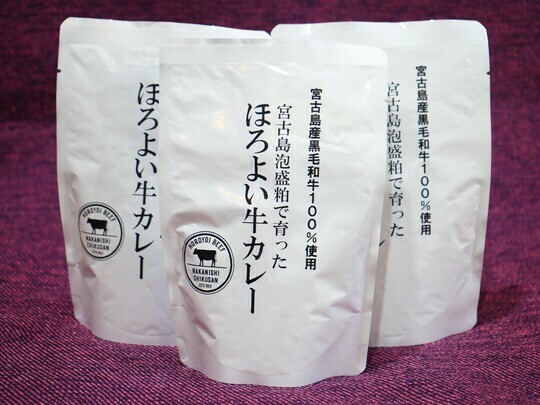 ほろよい牛カレー
HOROYOI BEEF
NAKANISHI
CHIKUSAN
宮古島産黒毛和牛１００％使用
宮古島泡盛粕で育った
ほろよい牛カレー
HOROYOI BEEF
NAKANISHI
CHIKUSAN
宮古島産黒毛和牛１００％使用
宮古島泡盛粕で育った